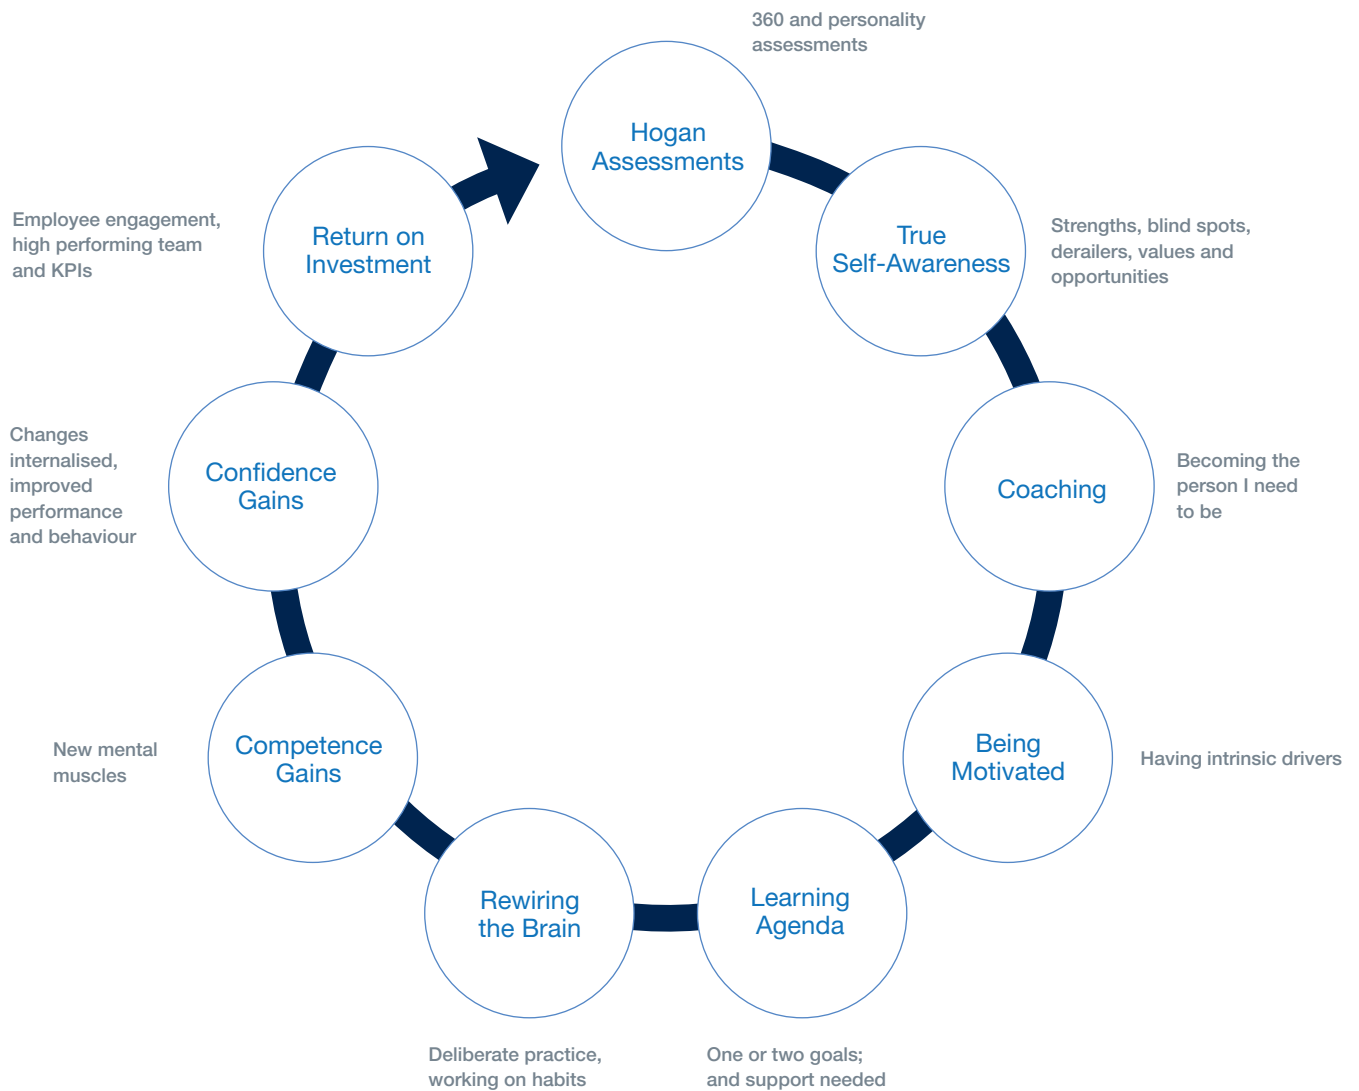 360 and personality
assessments
Hogan
Assessments
True
Self-Awareness
Strengths, blind spots,
derailers, values and
opportunities
Coaching
Becoming the
person I need
to be
Being
Motivated
Having intrinsic drivers
Learning
Agenda
One or two goals;
and support needed
Rewiring
the Brain
Deliberate practice,
working on habits
Competence
Gains
New mental
muscles
Confidence
Gains
Changes
internalised,
improved
performance
and behaviour
Return on
Investment
Employee engagement,
high performing team
and KPIs